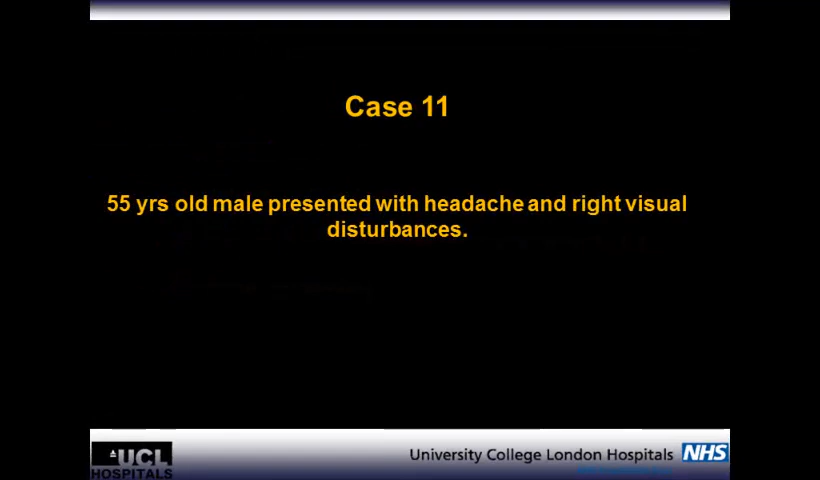 Case 11
55 yrs old male presented with headache and right visual
disturbances.
UCL
HOSPITALS
University College London Hospitals NHS